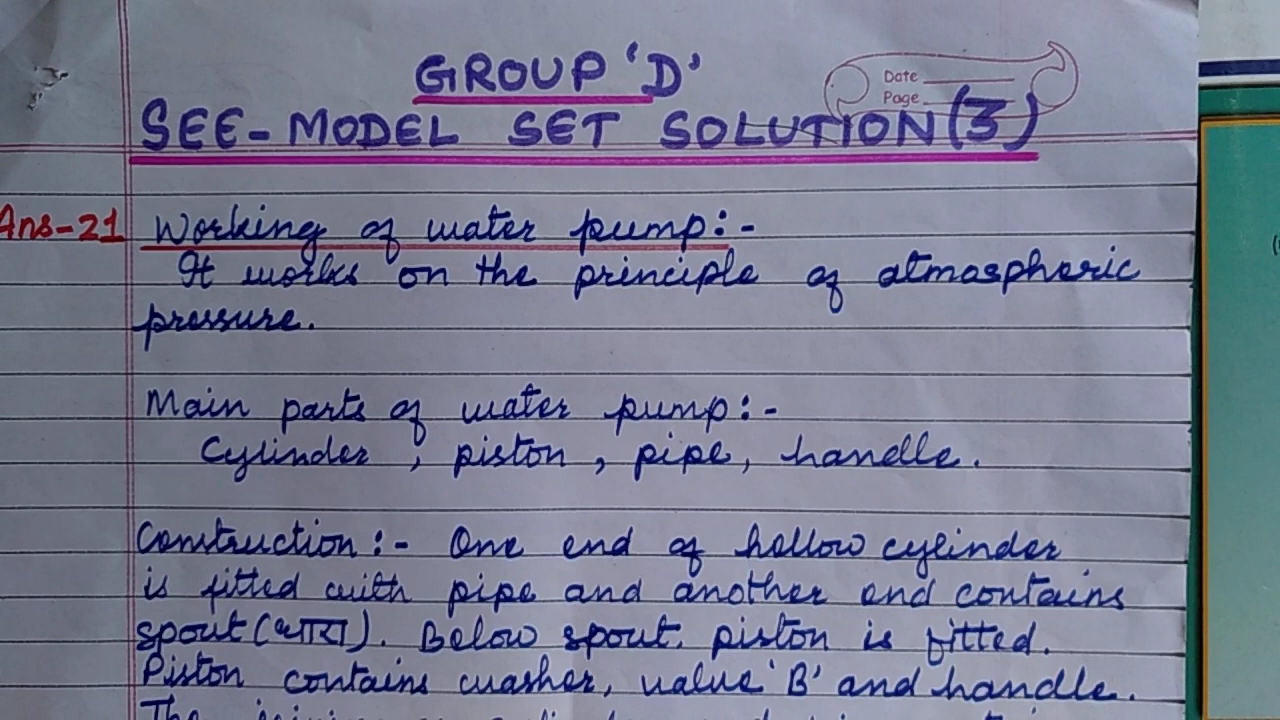 GROUP 'D'
Date
Page
SEE-MODEL SET SOLUTION (3)
Ans-21 Working of water pump:-
It works on the principle of atmospheric
pressure.
Main parts of water pump:-
Cylinder, piston, pipe, handle.
Construction:- One end of hollow cylinder
is fitted with pipe and another end contains
spout (धारा). Below spout, piston is fitted.
Piston contains washer, value 'B' and handle.
The